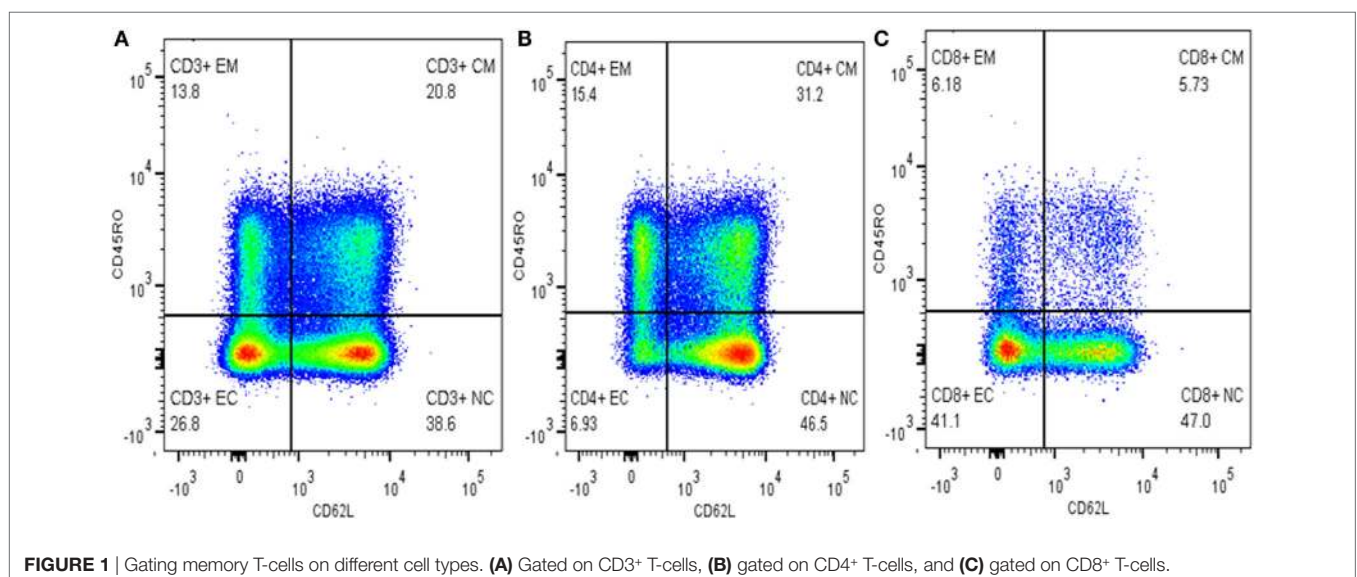 A
CD3+ EM
13.8
CD3+ CM
20.8
10^5
10^4
10^3
-10^3
CD45RO
CD3+ EC
26.8
CD3+ NC
38.6
-10^3 0 10^3 10^4 10^5
CD62L
B
CD4+ EM
15.4
CD4+ CM
31.2
10^5
10^4
10^3
-10^3
CD45RO
CD4+ EC
6.93
CD4+ NC
46.5
-10^3 0 10^3 10^4 10^5
CD62L
C
CD8+ EM
6.18
CD8+ CM
5.73
10^5
10^4
10^3
-10^3
CD45RO
CD8+ EC
41.1
CD8+ NC
47.0
-10^3 0 10^3 10^4 10^5
CD62L
FIGURE 1 | Gating memory T-cells on different cell types. (A) Gated on CD3⁺ T-cells, (B) gated on CD4⁺ T-cells, and (C) gated on CD8⁺ T-cells.